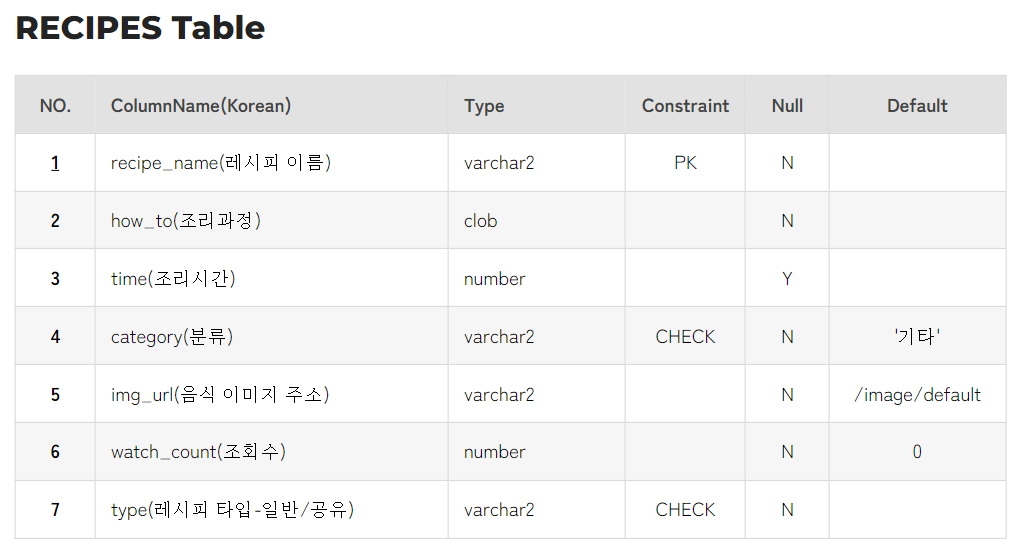 RECIPES Table
NO. ColumnName(Korean) Type Constraint Null Default
1 recipe_name(레시피 이름) varchar2 PK N
2 how_to(조리과정) clob N
3 time(조리시간) number Y
4 category(분류) varchar2 CHECK N '기타'
5 img_url(음식 이미지 주소) varchar2 N /image/default
6 watch_count(조회수) number N 0
7 type(레시피 타입-일반/공유) varchar2 CHECK N